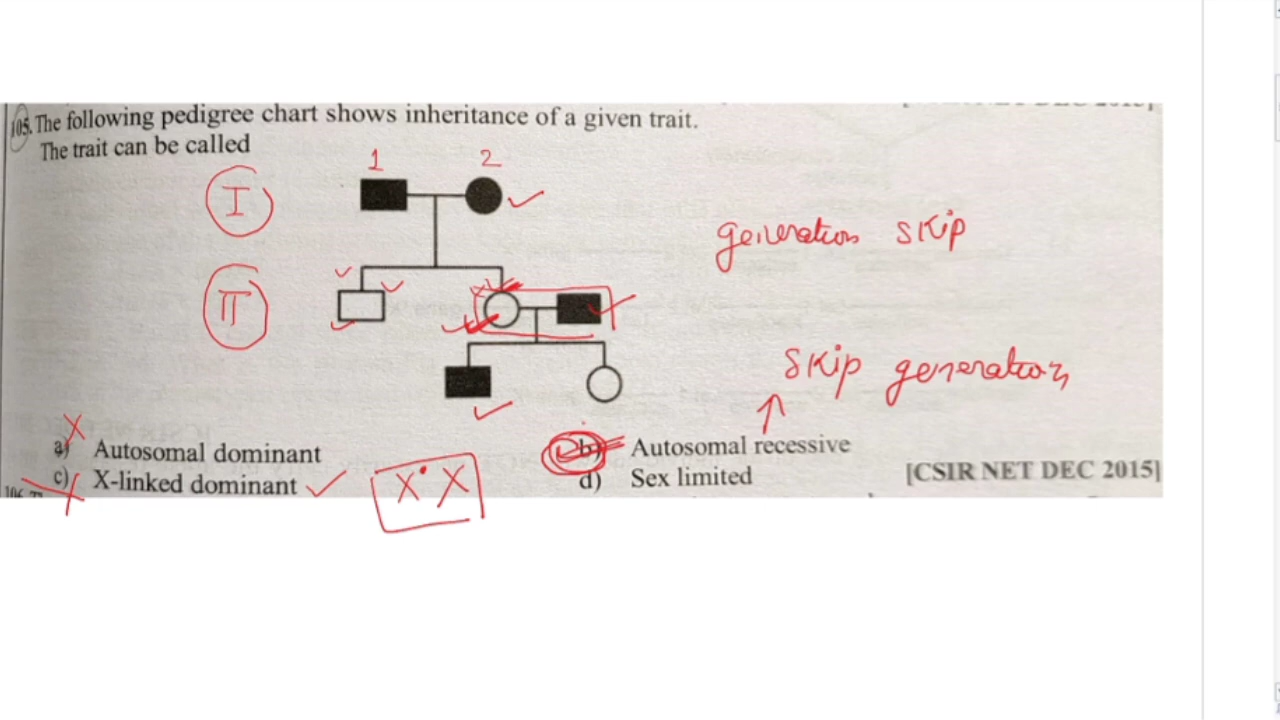 105. The following pedigree chart shows inheritance of a given trait.
The trait can be called
1 2
I
II
generation skip
skip generation
a) Autosomal dominant
b) Autosomal recessive
c) X-linked dominant
d) Sex limited
[CSIR NET DEC 2015]
X X